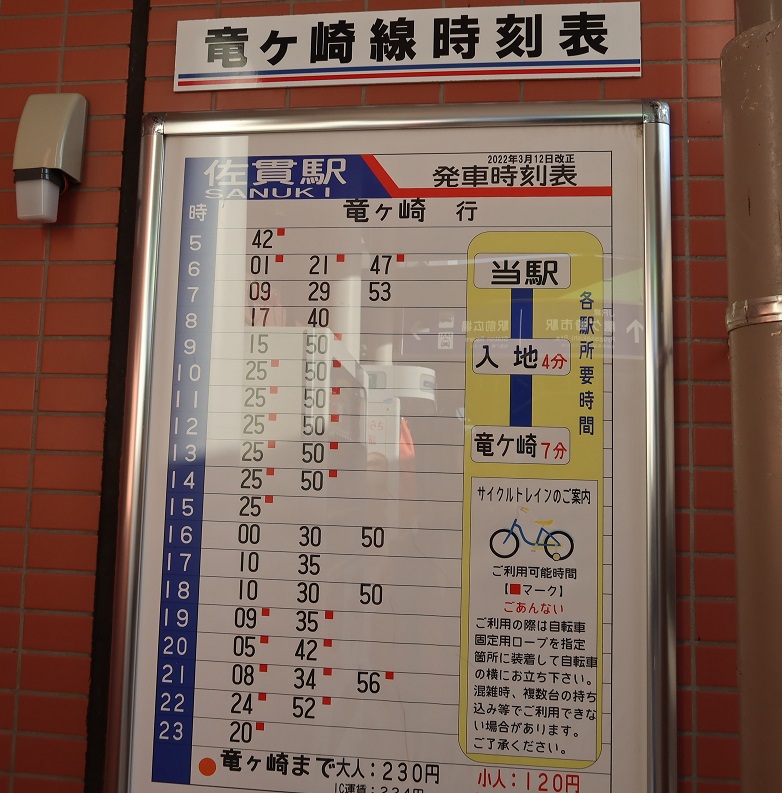 竜ヶ崎線時刻表
2022年3月12日改正
佐貫駅 発車時刻表
SANUKI
時 竜ヶ崎 行
5 42■
6 01■ 21■ 47■
7 09 29 53
8 17 40
9 15 50■
10 25■ 50■
11 25■ 50■
12 25■ 50■
13 25■ 50■
14 25■ 50■
15 25■
16 00 30 50
17 10 35
18 10 30 50
19 09■ 35■
20 05■ 42■
21 08■ 34■ 56■
22 24■ 52■
23 20■
●竜ヶ崎まで大人:230円 小人:120円
IC運賃:224円
各駅所要時間
当駅
入地 4分
竜ケ崎 7分
サイクルトレインのご案内
ご利用可能時間
【■マーク】
ごあんない
ご利用の際は自転車
固定用ロープを指定
箇所に装着して自転車
の横にお立ち下さい。
混雑時、複数台の持ち
込み等でご利用できな
い場合があります。
ご了承ください。